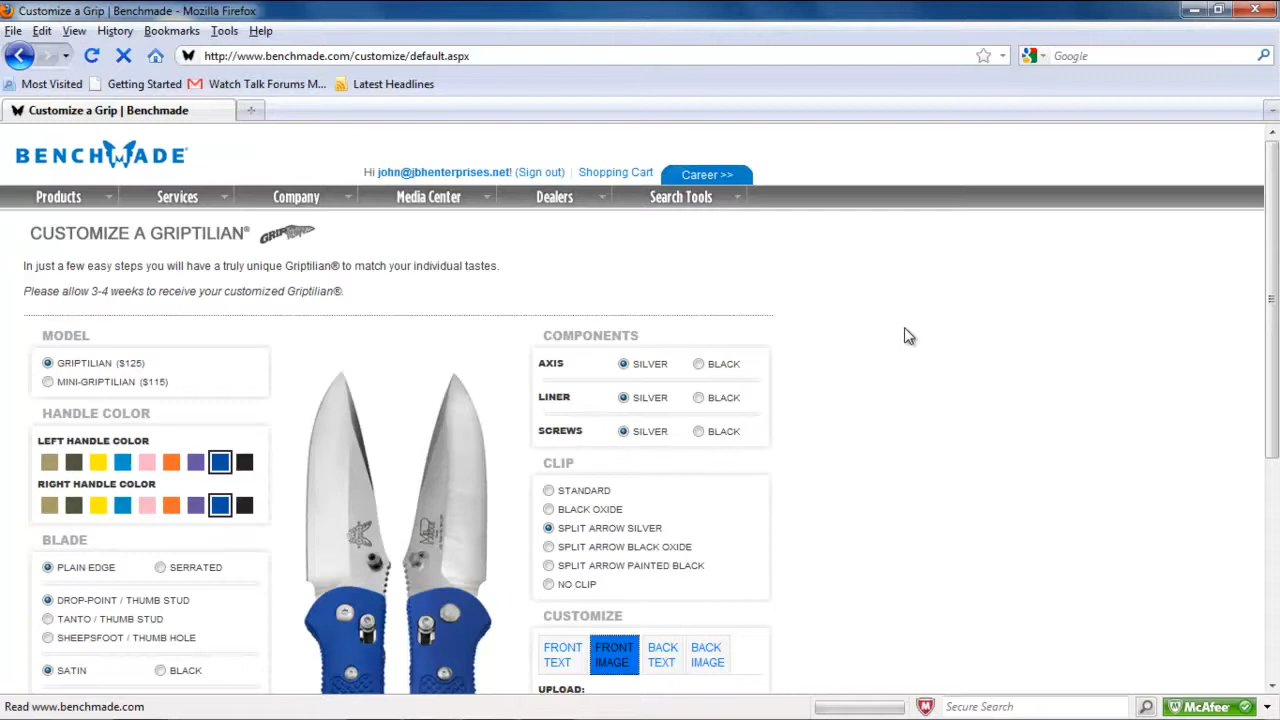 Customize a Grip | Benchmade - Mozilla Firefox
File Edit View History Bookmarks Tools Help
http://www.benchmade.com/customize/default.aspx
Google
Most Visited Getting Started Watch Talk Forums M... Latest Headlines
Customize a Grip | Benchmade
BENCHMADE
Hi john@jbhenterprises.net! (Sign out) | Shopping Cart Career >>
Products Services Company Media Center Dealers Search Tools
CUSTOMIZE A GRIPTILIAN®
In just a few easy steps you will have a truly unique Griptilian® to match your individual tastes.
Please allow 3-4 weeks to receive your customized Griptilian®.
MODEL
GRIPTILIAN ($125)
MINI-GRIPTILIAN ($115)
HANDLE COLOR
LEFT HANDLE COLOR
RIGHT HANDLE COLOR
BLADE
PLAIN EDGE SERRATED
DROP-POINT / THUMB STUD
TANTO / THUMB STUD
SHEEPSFOOT / THUMB HOLE
SATIN BLACK
COMPONENTS
AXIS SILVER BLACK
LINER SILVER BLACK
SCREWS SILVER BLACK
CLIP
STANDARD
BLACK OXIDE
SPLIT ARROW SILVER
SPLIT ARROW BLACK OXIDE
SPLIT ARROW PAINTED BLACK
NO CLIP
CUSTOMIZE
FRONT TEXT
FRONT IMAGE
BACK TEXT
BACK IMAGE
UPLOAD:
Read www.benchmade.com
Secure Search
McAfee